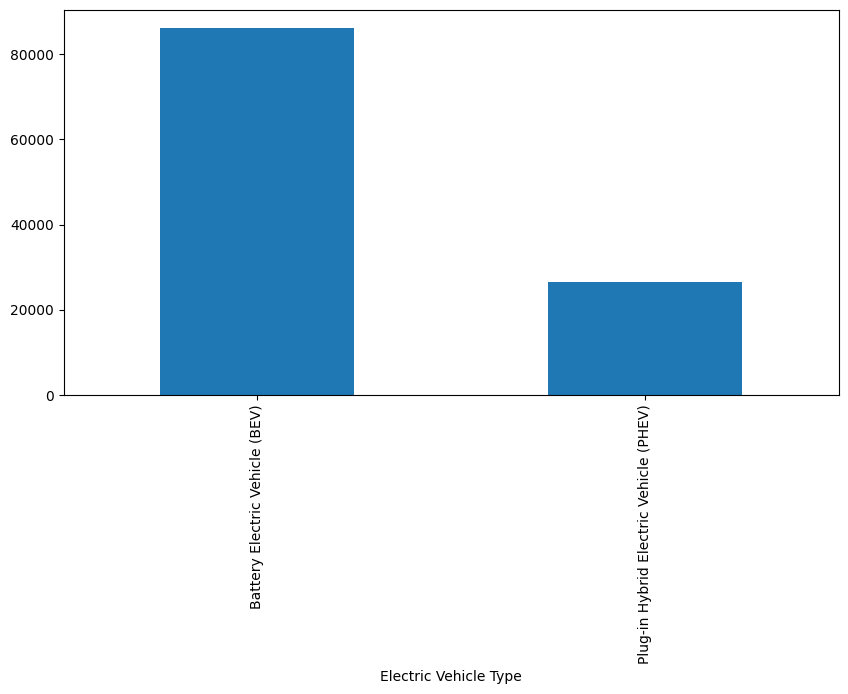 80000
60000
40000
20000
0
Battery Electric Vehicle (BEV)
Plug-in Hybrid Electric Vehicle (PHEV)
Electric Vehicle Type